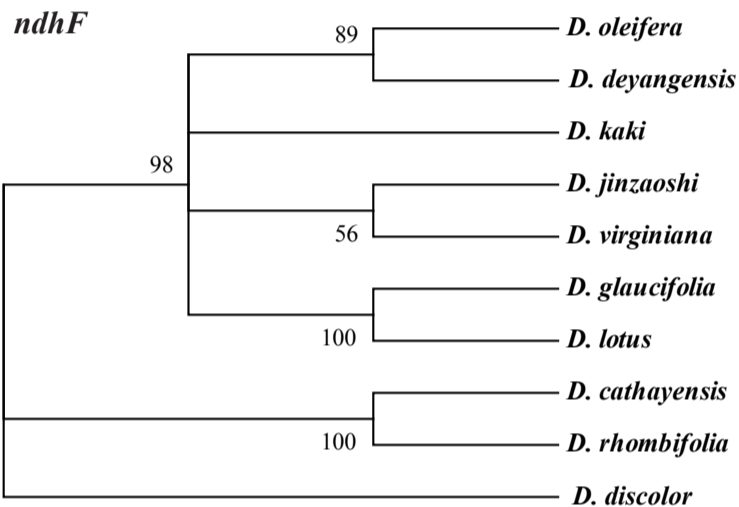 ndhF
89
D. oleifera
D. deyangensis
D. kaki
98
D. jinzaoshi
56
D. virginiana
D. glaucifolia
100
D. lotus
D. cathayensis
100
D. rhombifolia
D. discolor